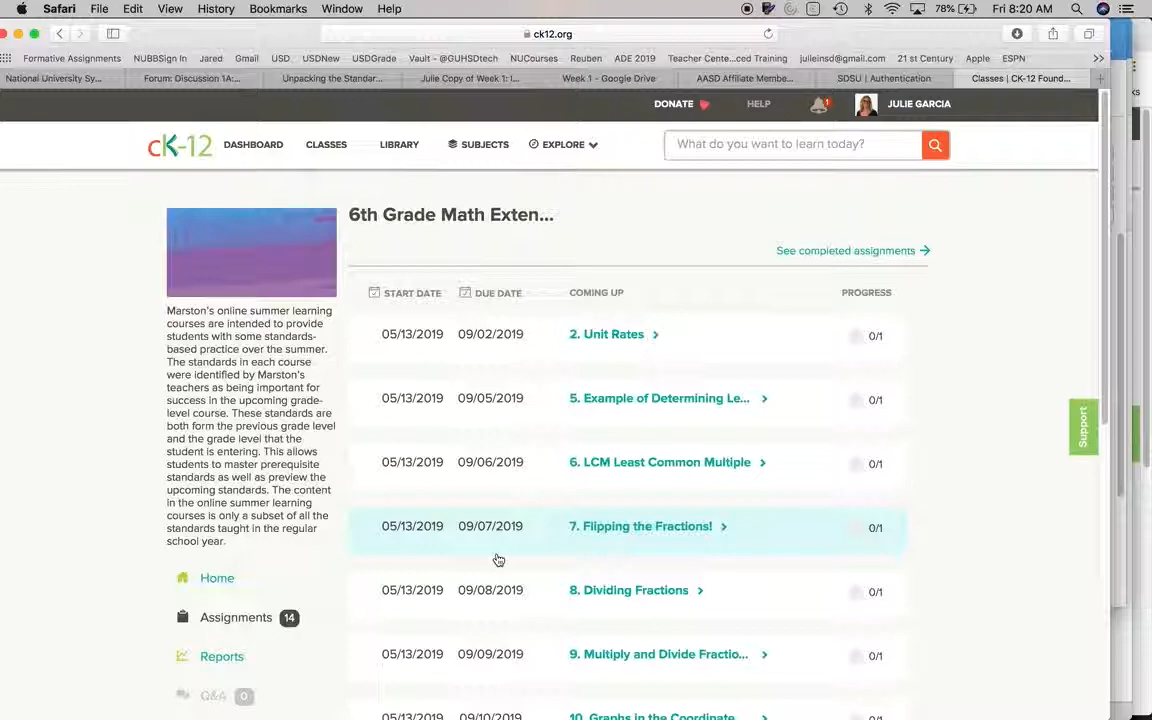 Safari File Edit View History Bookmarks Window Help 78% Fri 8:20 AM
ck12.org
Formative Assignments NUBBSign In Jared Gmail USD USDNew USDGrade Vault - @GUHSDtech NUCourses Reuben ADE 2019 Teacher Cente...ced Training julieinsd@gmail.com 21 st Century Apple ESPN
National University Sy... Forum: Discussion 1A:... Unpacking the Standar... Julie Copy of Week 1: I... Week 1 - Google Drive AASD Affiliate Membe... SDSU | Authentication Classes | CK-12 Found...
DONATE HELP 1 JULIE GARCIA
cK-12 DASHBOARD CLASSES LIBRARY SUBJECTS EXPLORE What do you want to learn today?
6th Grade Math Exten...
See completed assignments
START DATE DUE DATE COMING UP PROGRESS
05/13/2019 09/02/2019 2. Unit Rates 0/1
05/13/2019 09/05/2019 5. Example of Determining Le... 0/1
05/13/2019 09/06/2019 6. LCM Least Common Multiple 0/1
05/13/2019 09/07/2019 7. Flipping the Fractions! 0/1
05/13/2019 09/08/2019 8. Dividing Fractions 0/1
05/13/2019 09/09/2019 9. Multiply and Divide Fractio... 0/1
05/13/2019 09/10/2019 10. Graphs in the Coordinate 0/1
Marston's online summer learning
courses are intended to provide
students with some standards-
based practice over the summer.
The standards in each course
were identified by Marston's
teachers as being important for
success in the upcoming grade-
level course. These standards are
both form the previous grade level
and the grade level that the
student is entering. This allows
students to master prerequisite
standards as well as preview the
upcoming standards. The content
in the online summer learning
courses is only a subset of all the
standards taught in the regular
school year.
Home
Assignments 14
Reports
Q&A 0
Support